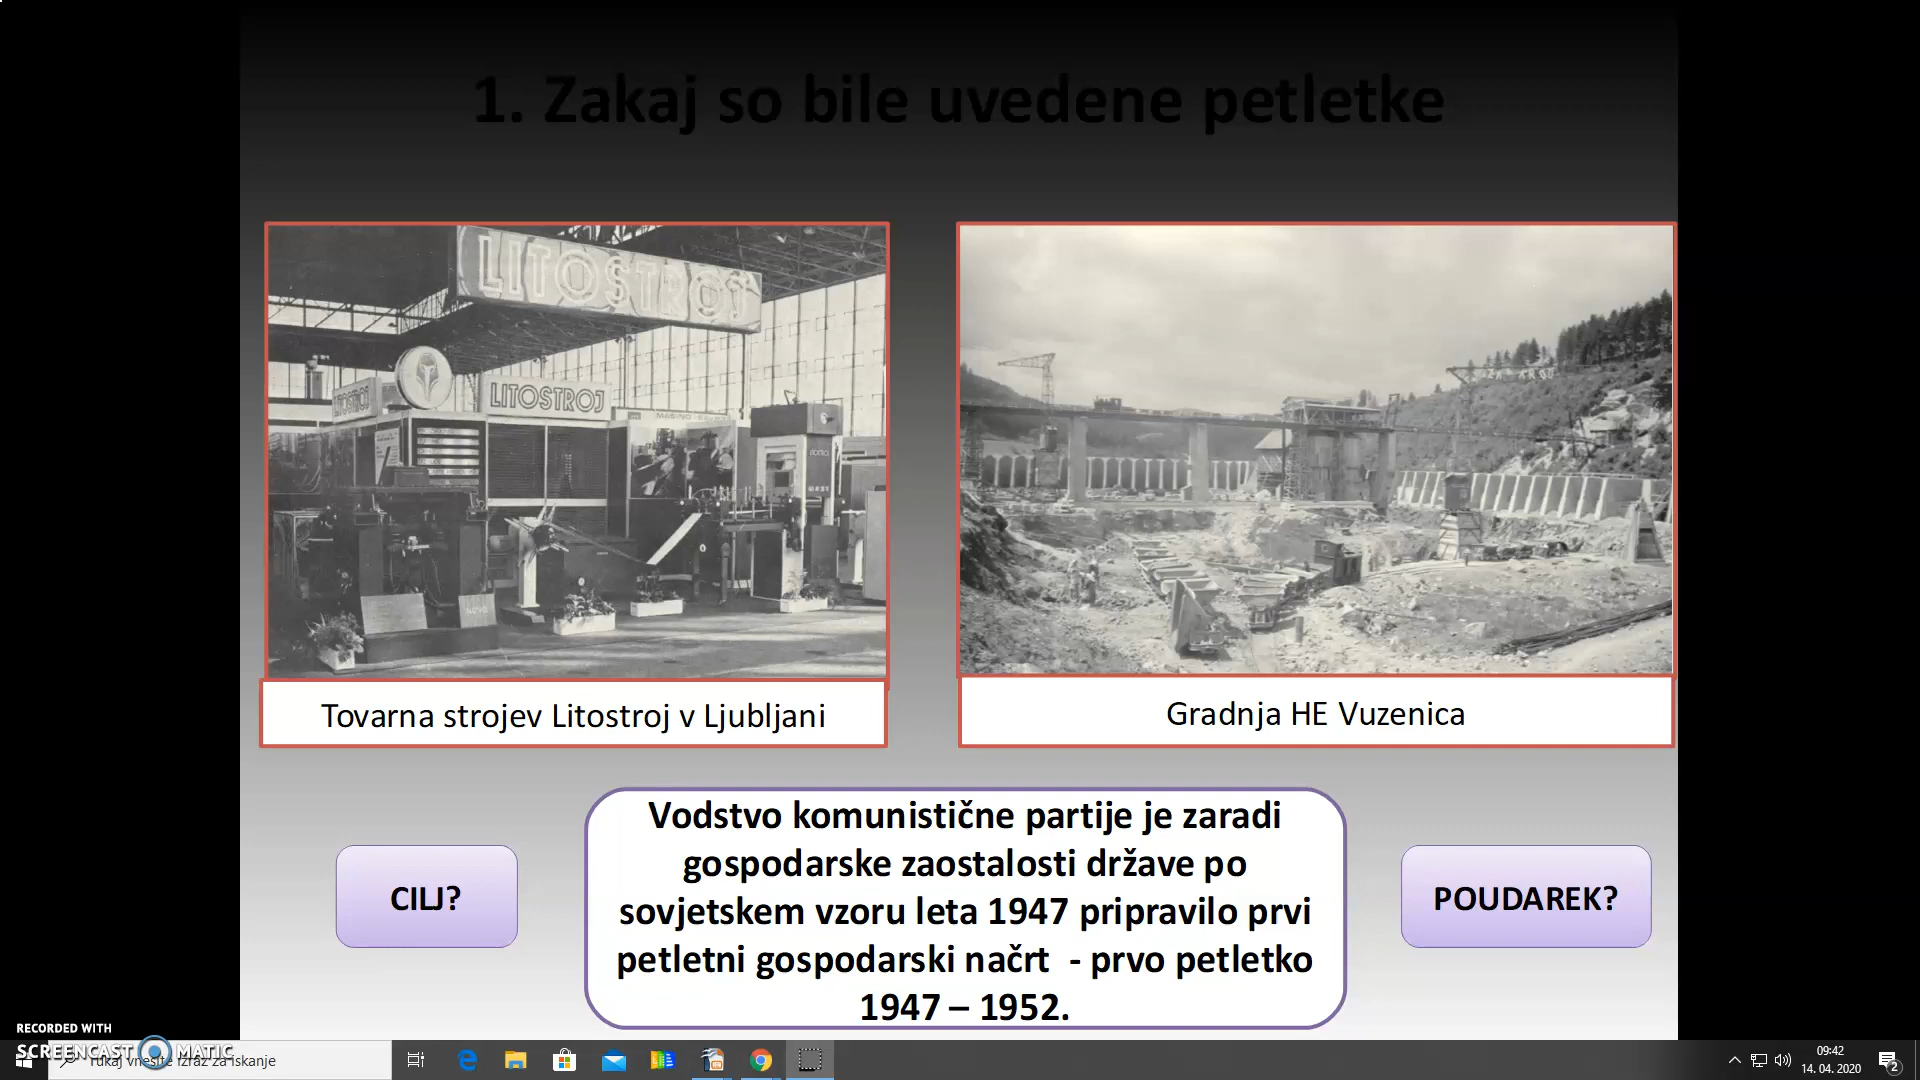 1. Zakaj so bile uvedene petletke
LITOSTROJ
LITOSTROJ
LITOSTROJ
NOVO
Tovarna strojev Litostroj v Ljubljani
Gradnja HE Vuzenica
CILJ?
Vodstvo komunistične partije je zaradi
gospodarske zaostalosti države po
sovjetskem vzoru leta 1947 pripravilo prvi
petletni gospodarski načrt  - prvo petletko
1947 – 1952.
POUDAREK?
RECORDED WITH
SCREENCAST MATIC
Tukaj vnesite izraz za iskanje
09:42
14. 04. 2020
2